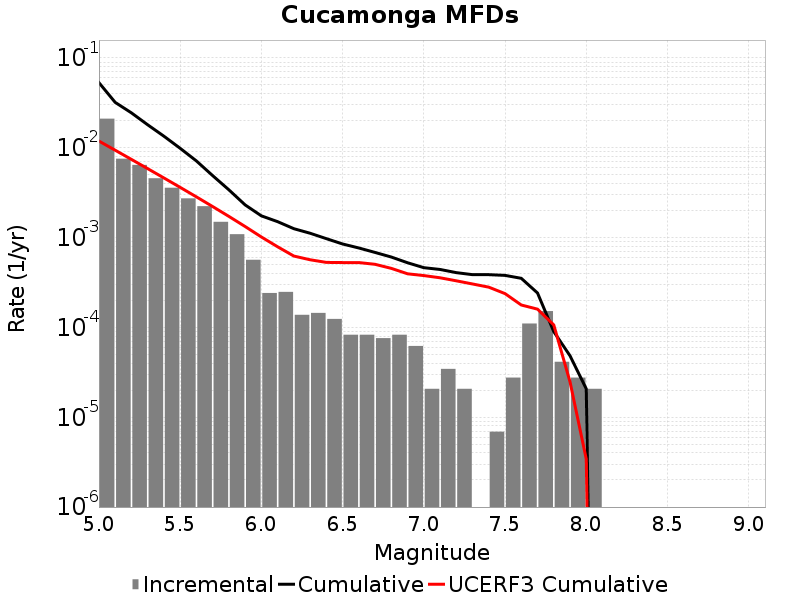 Cucamonga MFDs
10^-1
10^-2
10^-3
10^-4
10^-5
10^-6
Rate (1/yr)
5.0 5.5 6.0 6.5 7.0 7.5 8.0 8.5 9.0
Magnitude
Incremental Cumulative UCERF3 Cumulative